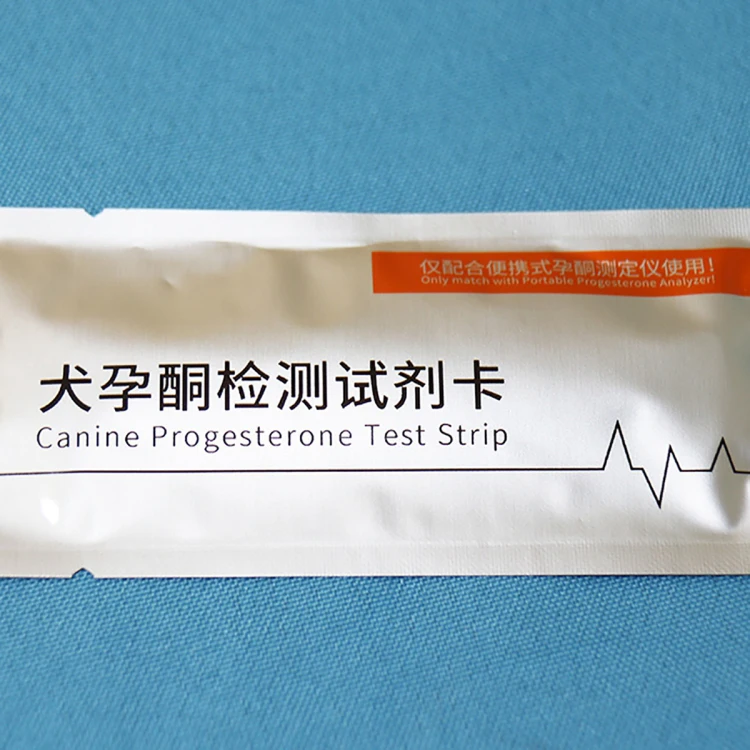 仅配合便携式孕酮测定仪使用！
Only match with Portable Progesterone Analyzer!
犬孕酮检测试剂卡
Canine Progesterone Test Strip